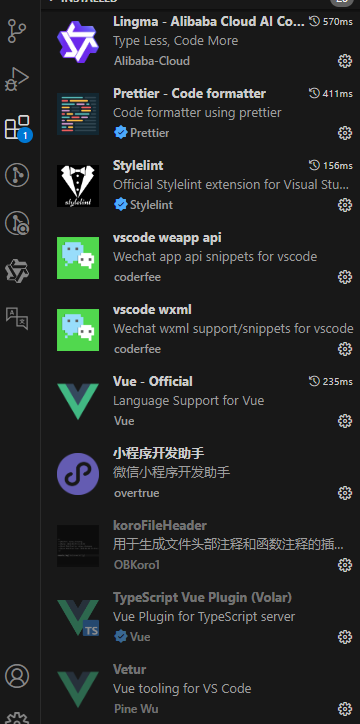 Lingma - Alibaba Cloud AI Co... 570ms
Type Less, Code More
Alibaba-Cloud
Prettier - Code formatter 411ms
Code formatter using prettier
Prettier
Stylelint 156ms
Official Stylelint extension for Visual Stu...
stylelint
Stylelint
vscode weapp api
Wechat app api snippets for vscode
coderfee
vscode wxml
Wechat wxml support/snippets for vscode
coderfee
Vue - Official 235ms
Language Support for Vue
Vue
小程序开发助手
微信小程序开发助手
overtrue
koroFileHeader
用于生成文件头部注释和函数注释的插...
OBKoro1
TypeScript Vue Plugin (Volar)
Vue Plugin for TypeScript server
TS
Vue
Vetur
Vue tooling for VS Code
Pine Wu
1